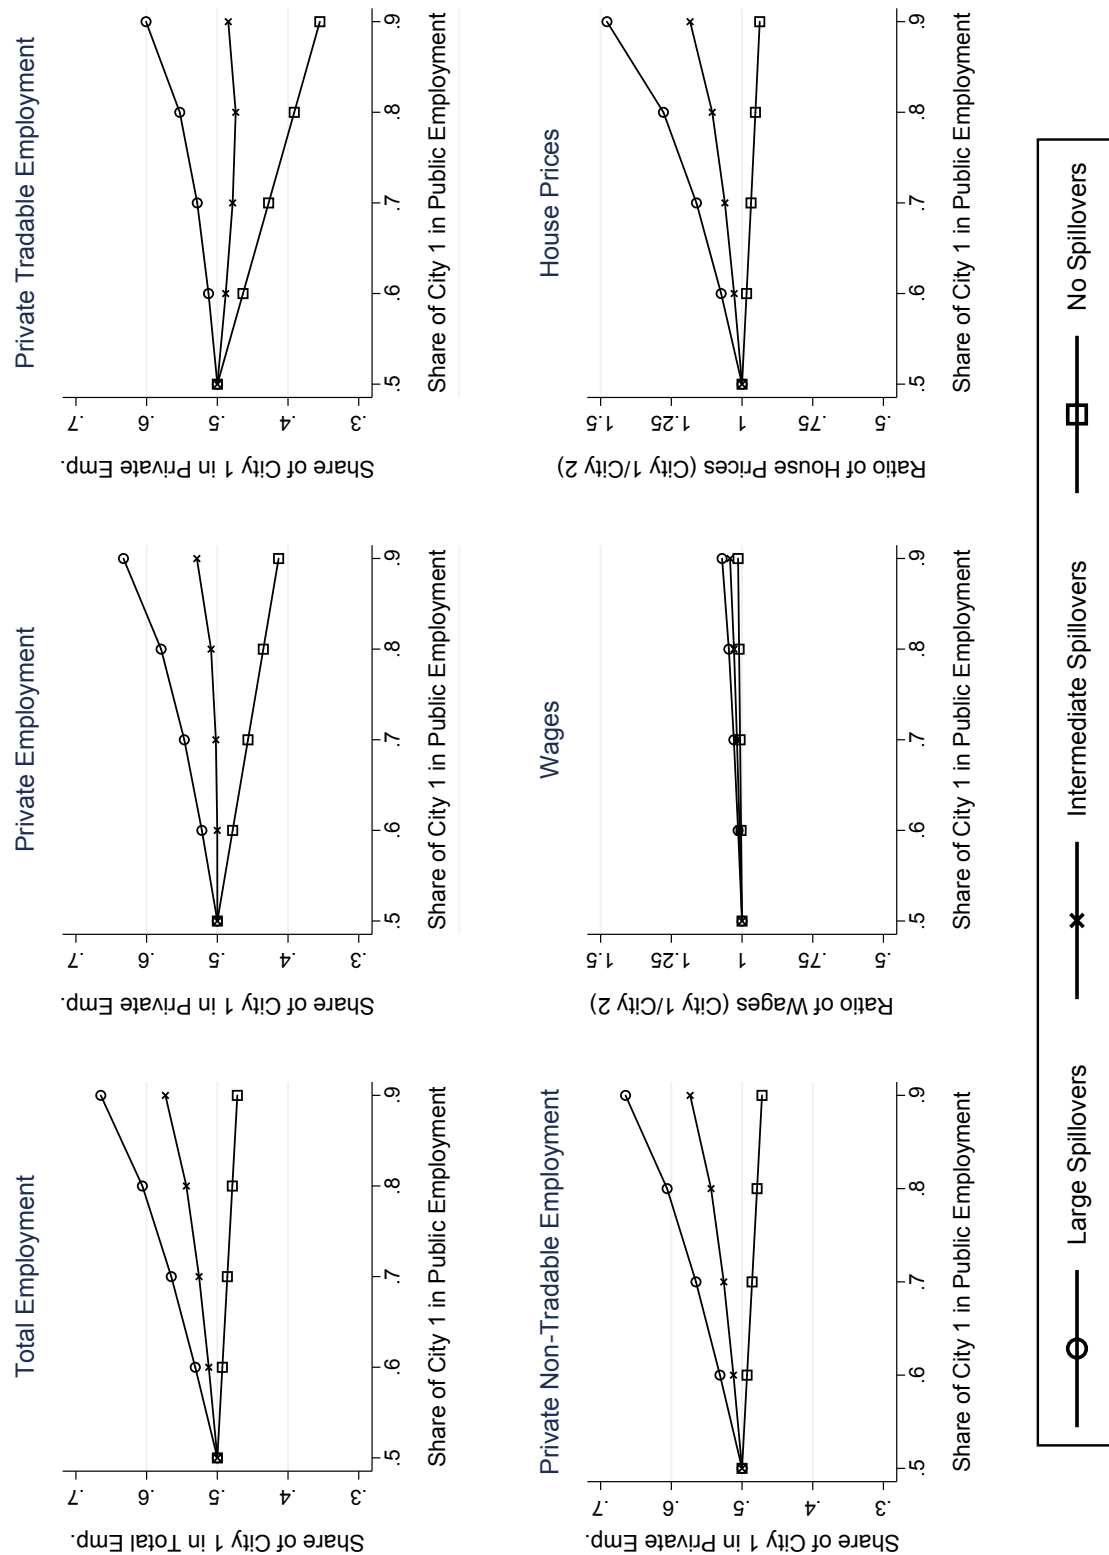 Total Employment
Share of City 1 in Total Emp.
.7
.6
.5
.4
.3
.5 .6 .7 .8 .9
Share of City 1 in Public Employment
Private Employment
Share of City 1 in Private Emp.
.7
.6
.5
.4
.3
.5 .6 .7 .8 .9
Share of City 1 in Public Employment
Private Tradable Employment
Share of City 1 in Private Emp.
.7
.6
.5
.4
.3
.5 .6 .7 .8 .9
Share of City 1 in Public Employment
Private Non-Tradable Employment
Share of City 1 in Private Emp.
.7
.6
.5
.4
.3
.5 .6 .7 .8 .9
Share of City 1 in Public Employment
Wages
Ratio of Wages (City 1/City 2)
1.5
1.25
1
.75
.5
.5 .6 .7 .8 .9
Share of City 1 in Public Employment
House Prices
Ratio of House Prices (City 1/City 2)
1.5
1.25
1
.75
.5
.5 .6 .7 .8 .9
Share of City 1 in Public Employment
Large Spillovers Intermediate Spillovers No Spillovers